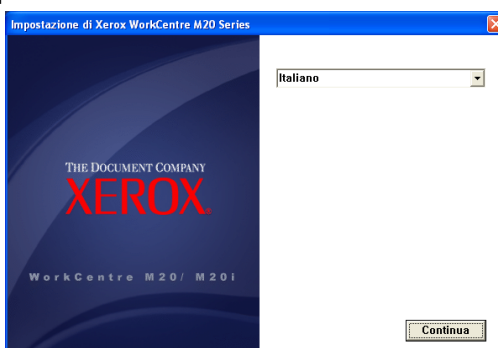 Impostazione di Xerox WorkCentre M20 Series
Italiano
THE DOCUMENT COMPANY
XEROX.
WorkCentre M20/ M20i
Continua